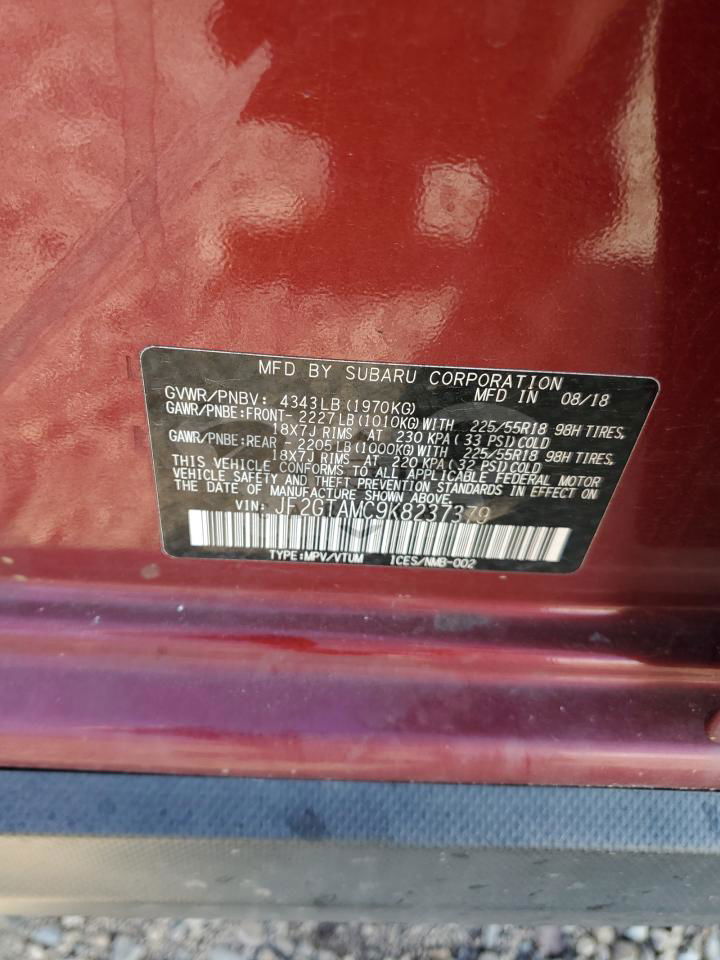 MFD BY SUBARU CORPORATION
GVWR/PNBV: 4343LB(1970KG) MFD IN 08/18
GAWR/PNBE:FRONT- 2227LB(1010KG)WITH 225/55R18 98H TIRES,
18X7J RIMS AT 230 KPA(33 PSI)COLD
GAWR/PNBE:REAR - 2205LB(1000KG)WITH 225/55R18 98H TIRES,
18X7J RIMS AT 220 KPA(32 PSI)COLD
THIS VEHICLE CONFORMS TO ALL APPLICABLE FEDERAL MOTOR
VEHICLE SAFETY AND THEFT PREVENTION STANDARDS IN EFFECT ON
THE DATE OF MANUFACTURE SHOWN ABOVE.
VIN: JF2GTAMC9K8237379
TYPE:MPV/VTUM ICES/NMB-002